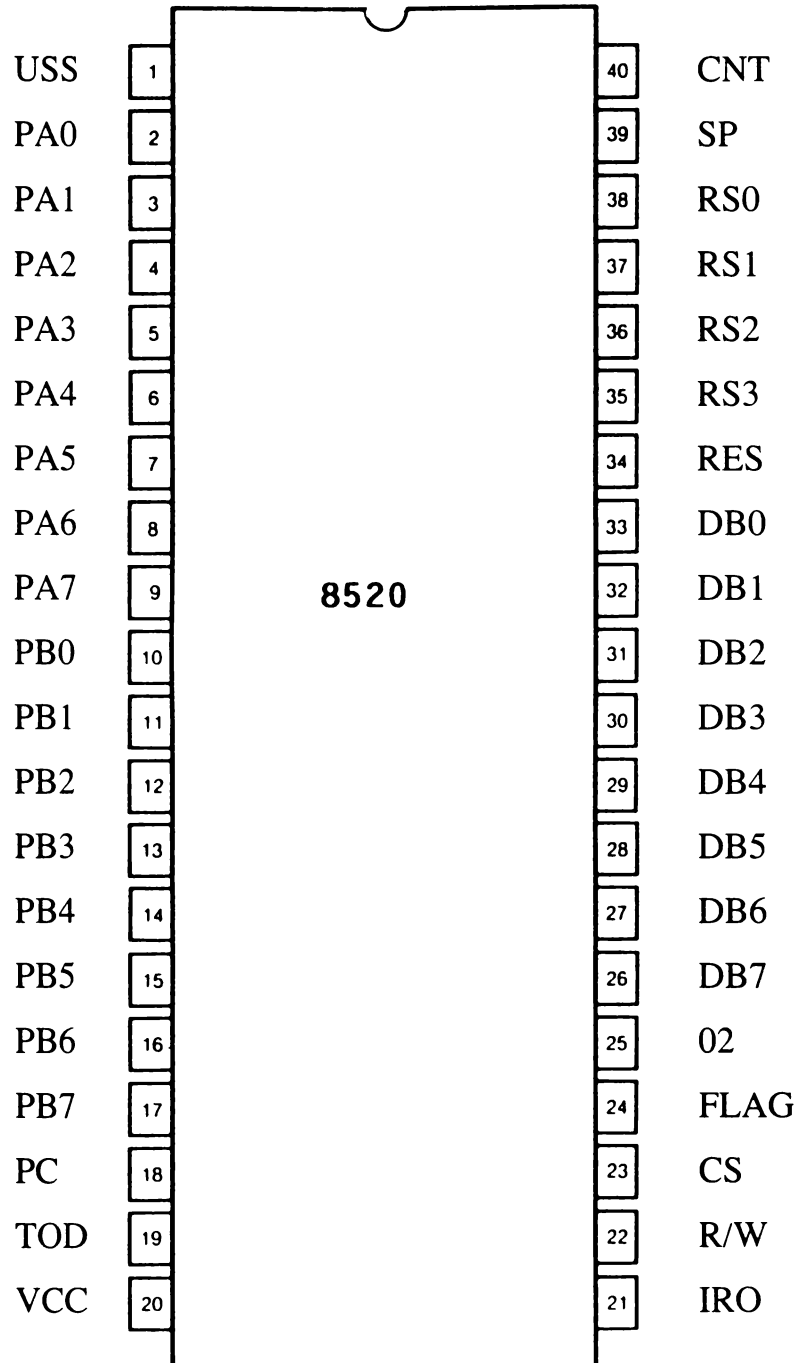 USS 1 40 CNT
PA0 2 39 SP
PA1 3 38 RS0
PA2 4 37 RS1
PA3 5 36 RS2
PA4 6 35 RS3
PA5 7 34 RES
PA6 8 33 DB0
PA7 9 8520 32 DB1
PB0 10 31 DB2
PB1 11 30 DB3
PB2 12 29 DB4
PB3 13 28 DB5
PB4 14 27 DB6
PB5 15 26 DB7
PB6 16 25 02
PB7 17 24 FLAG
PC 18 23 CS
TOD 19 22 R/W
VCC 20 21 IRO